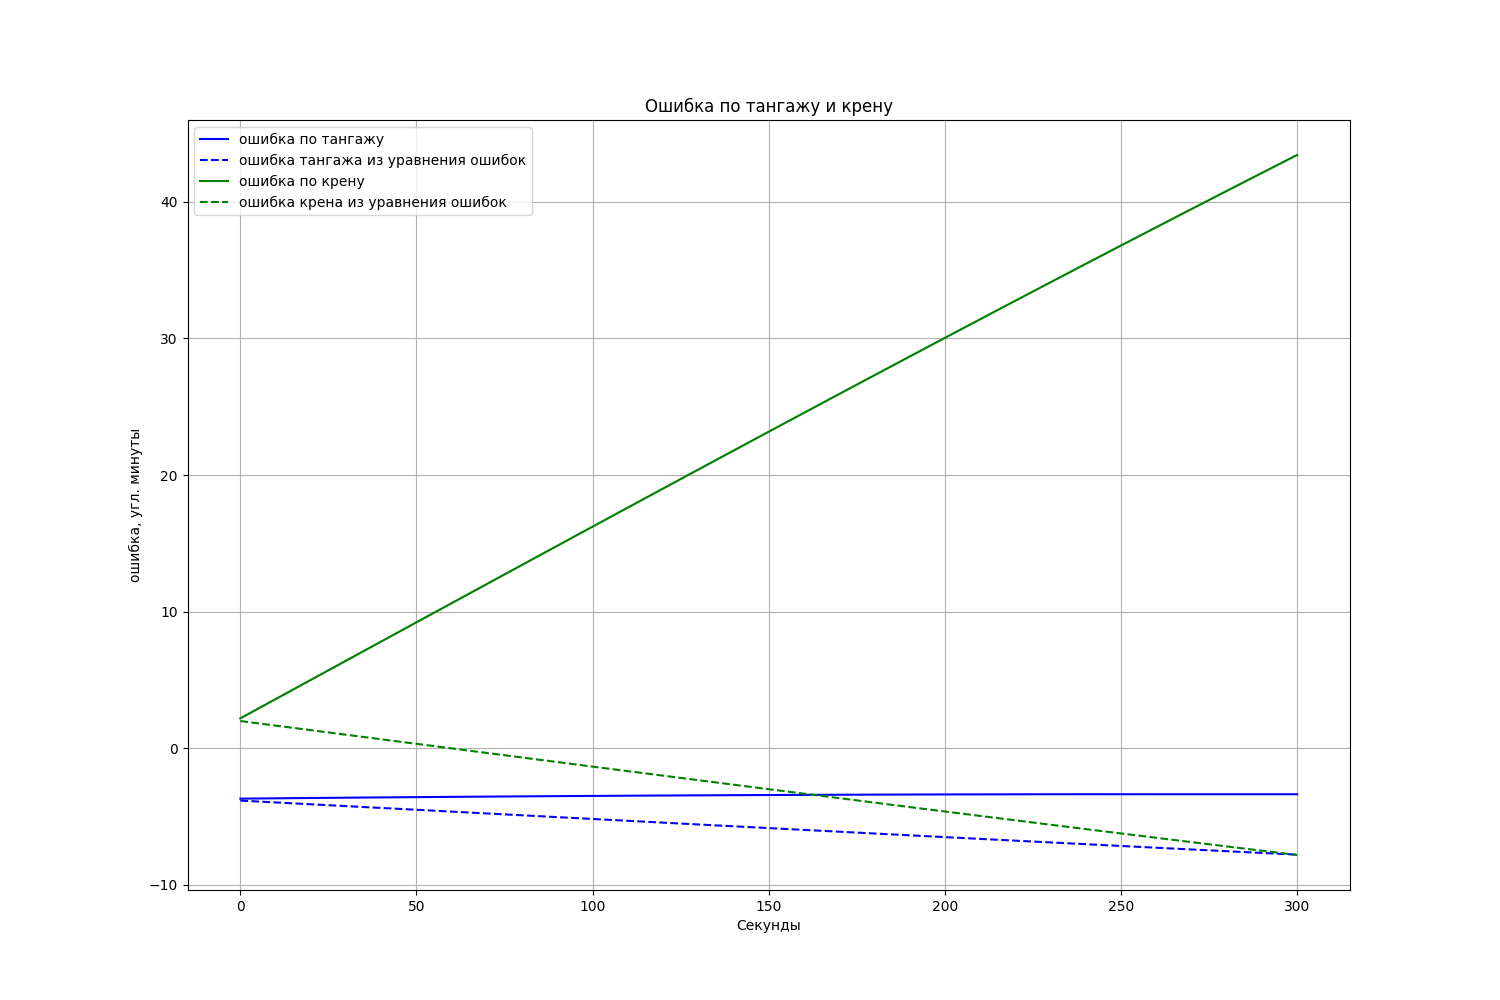 Ошибка по тангажу и крену
ошибка по тангажу
ошибка тангажа из уравнения ошибок
ошибка по крену
ошибка крена из уравнения ошибок
40
30
20
10
0
−10
ошибка, угл. минуты
0 50 100 150 200 250 300
Секунды